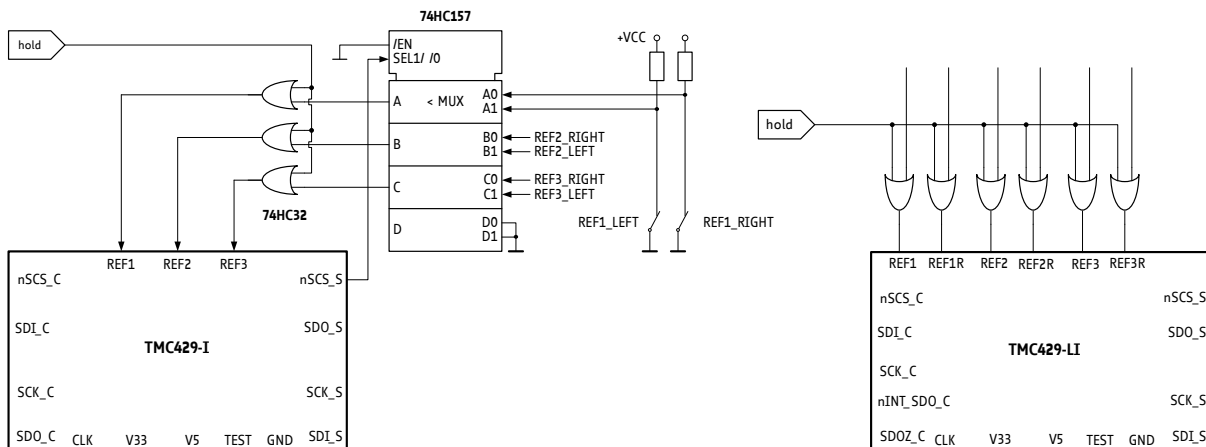 74HC157
hold
/EN
SEL1/ /0
+VCC
A
< MUX
A0
A1
hold
B
B0
B1
REF2_RIGHT
REF2_LEFT
C
C0
C1
REF3_RIGHT
REF3_LEFT
74HC32
D
D0
D1
REF1_LEFT
REF1_RIGHT
REF1 REF2 REF3
nSCS_C nSCS_S
SDI_C SDO_S
TMC429-I
SCK_C SCK_S
SDO_C CLK V33 V5 TEST GND SDI_S
REF1 REF1R REF2 REF2R REF3 REF3R
nSCS_C nSCS_S
SDI_C SDO_S
TMC429-LI
SCK_C
nINT_SDO_C SCK_S
SDOZ_C CLK V33 V5 TEST GND SDI_S